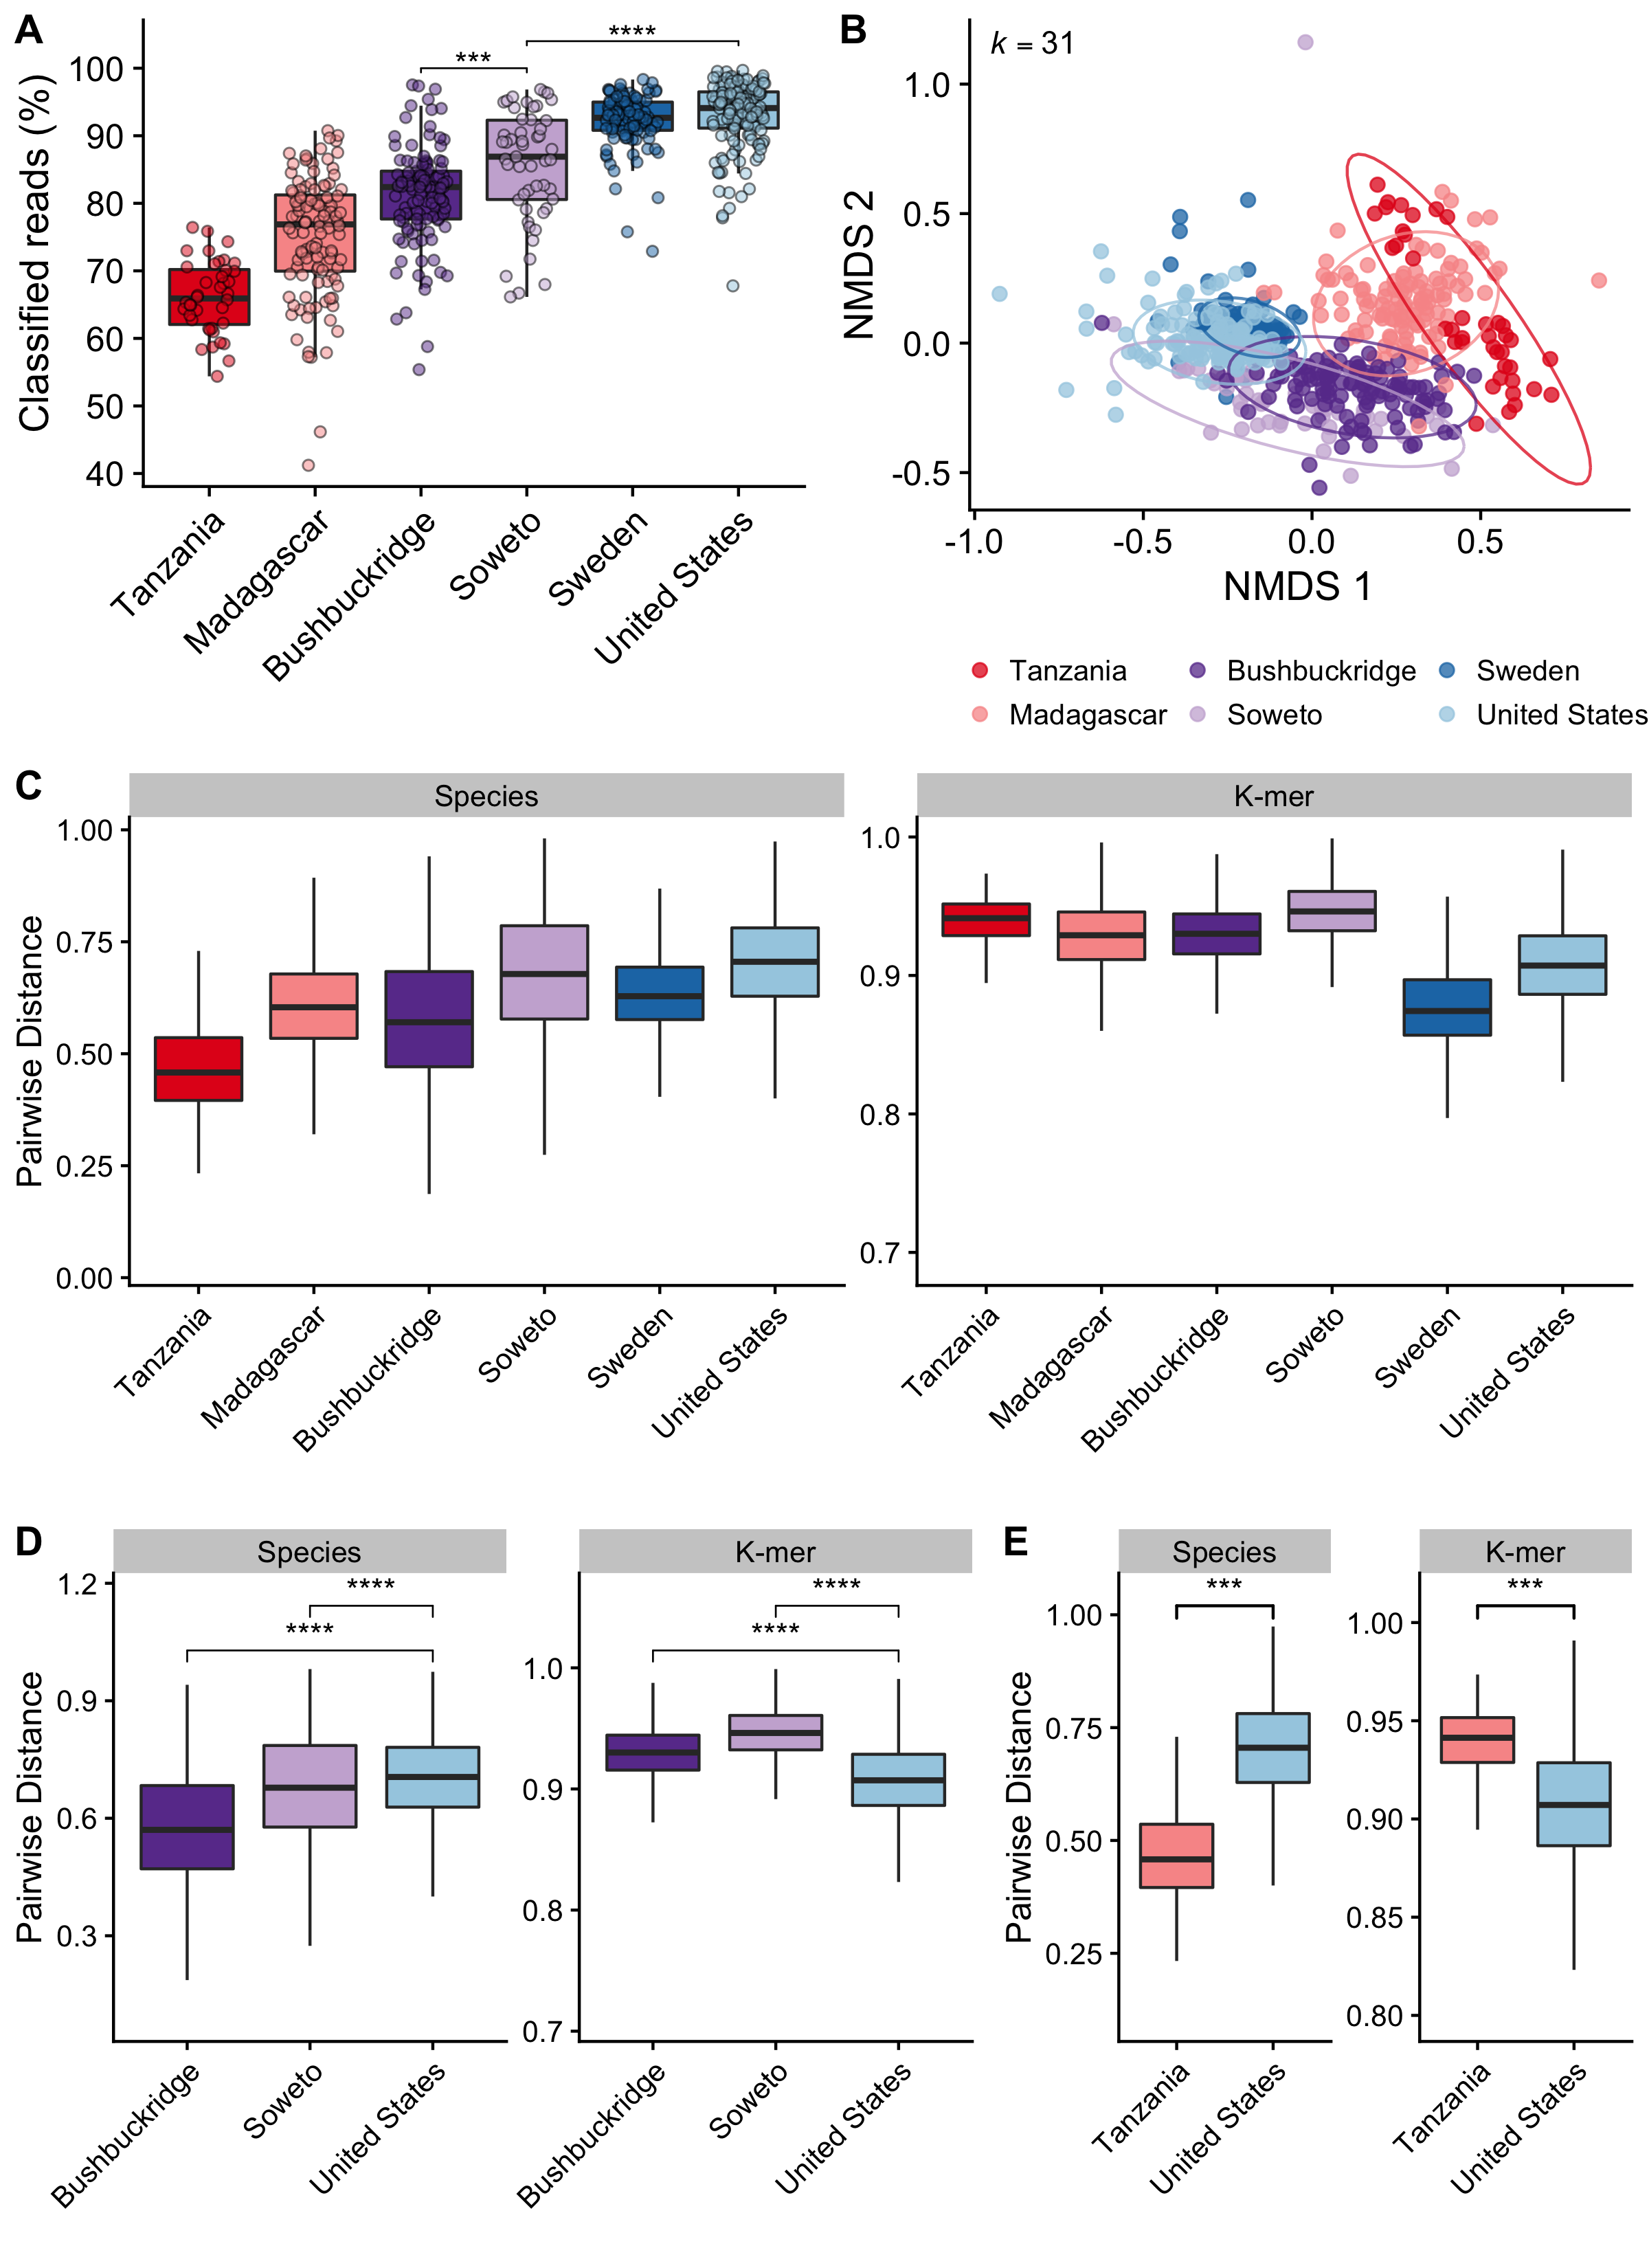 A
Classified reads (%)
100
90
80
70
60
50
40
***
****
Tanzania
Madagascar
Bushbuckridge
Soweto
Sweden
United States
B
k = 31
NMDS 2
1.0
0.5
0.0
-0.5
-1.0
-0.5
0.0
0.5
NMDS 1
Tanzania
Bushbuckridge
Sweden
Madagascar
Soweto
United States
C
Species
Pairwise Distance
1.00
0.75
0.50
0.25
0.00
Tanzania
Madagascar
Bushbuckridge
Soweto
Sweden
United States
K-mer
1.0
0.9
0.8
0.7
Tanzania
Madagascar
Bushbuckridge
Soweto
Sweden
United States
D
Species
Pairwise Distance
1.2
0.9
0.6
0.3
****
****
Bushbuckridge
Soweto
United States
K-mer
1.0
0.9
0.8
0.7
****
****
Bushbuckridge
Soweto
United States
E
Species
Pairwise Distance
1.00
0.75
0.50
0.25
***
Tanzania
United States
K-mer
1.00
0.95
0.90
0.85
0.80
***
Tanzania
United States